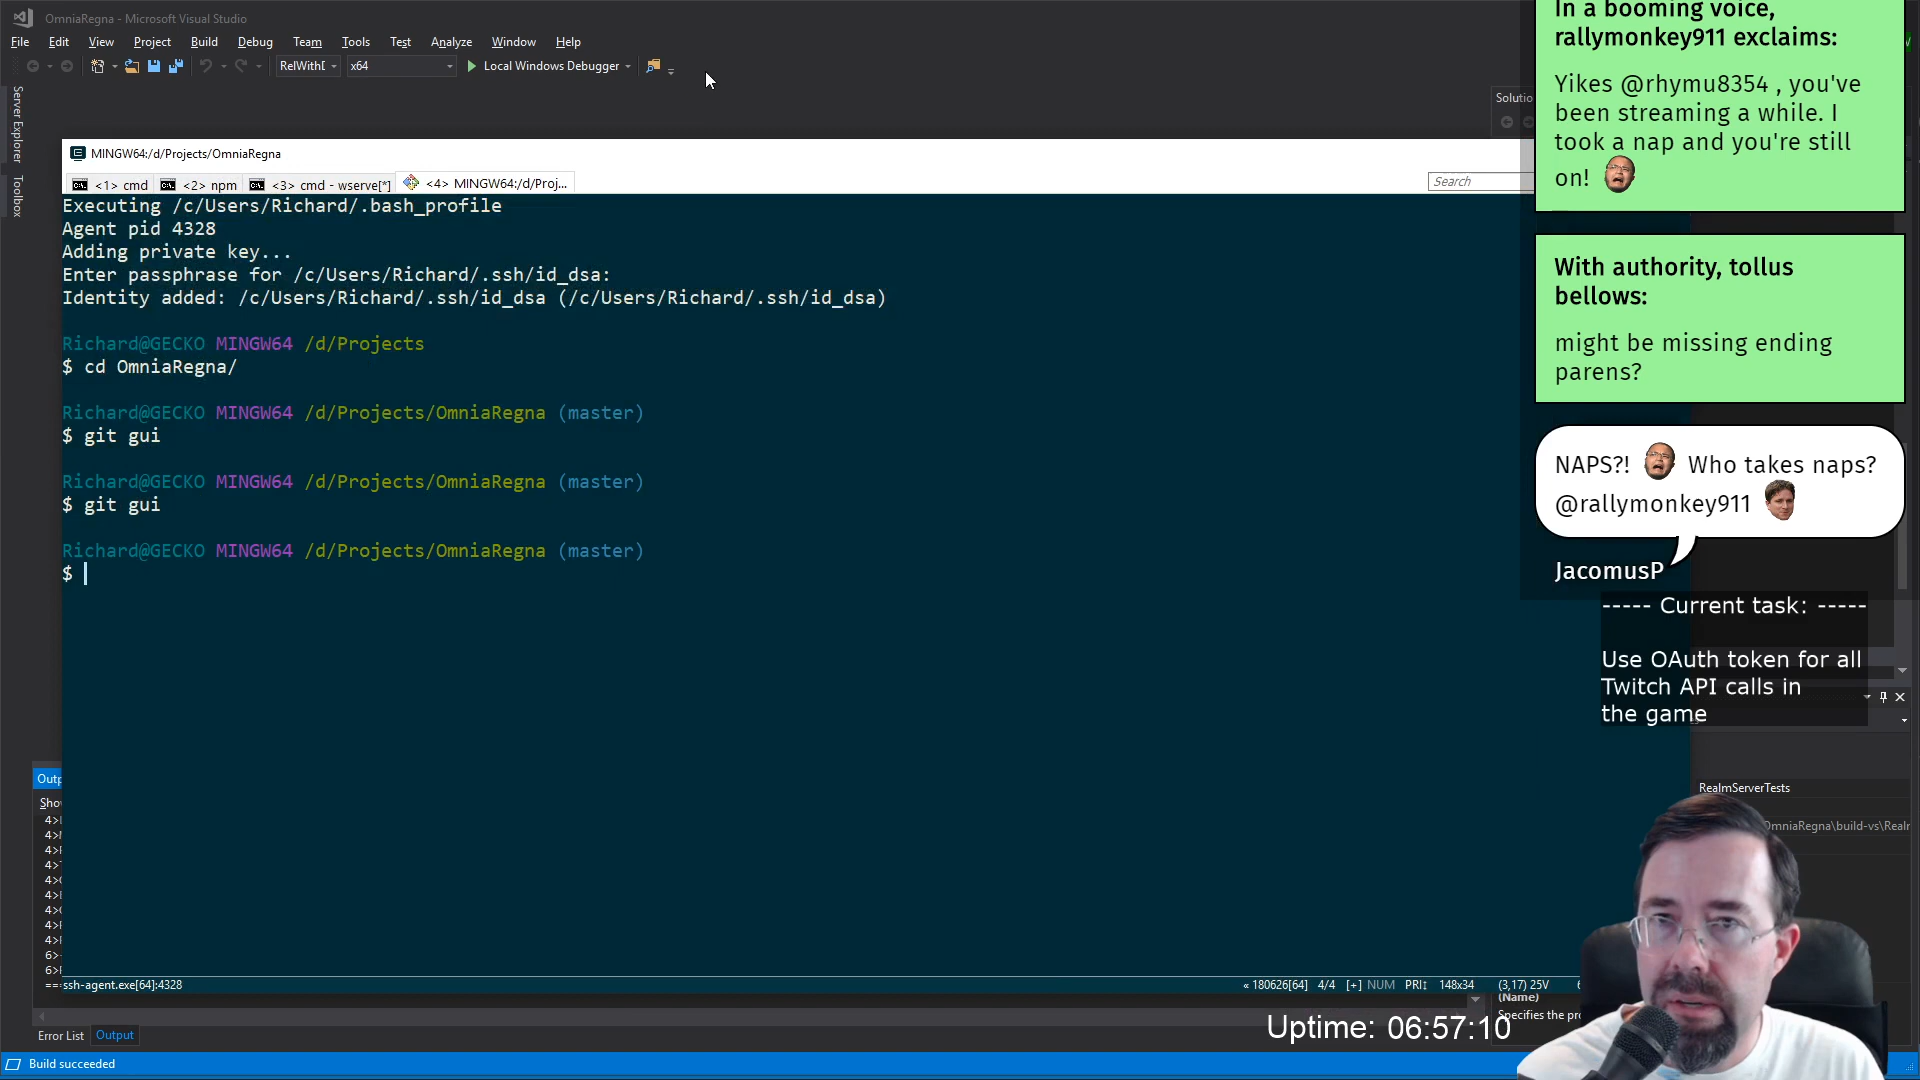 OmniaRegna - Microsoft Visual Studio
File Edit View Project Build Debug Team Tools Test Analyze Window Help
x64 Local Windows Debugger
Server Explorer
Toolbox
MINGW64:/d/Projects/OmniaRegna
<1> cmd <2> npm <3> cmd - wserve[*] <4> MINGW64:/d/Proj...
Search
Executing /c/Users/Richard/.bash_profile
Agent pid 4328
Adding private key...
Enter passphrase for /c/Users/Richard/.ssh/id_dsa:
Identity added: /c/Users/Richard/.ssh/id_dsa (/c/Users/Richard/.ssh/id_dsa)
Richard@GECKO MINGW64 /d/Projects
$ cd OmniaRegna/
Richard@GECKO MINGW64 /d/Projects/OmniaRegna (master)
$ git gui
Richard@GECKO MINGW64 /d/Projects/OmniaRegna (master)
$ git gui
Richard@GECKO MINGW64 /d/Projects/OmniaRegna (master)
$
ssh-agent.exe[64]:4328
« 180626[64] 4/4 [+] NUM PRI↕ 148x34 (3,17) 25V
Error List Output
Build succeeded
In a booming voice,
rallymonkey911 exclaims:
Yikes @rhymu8354 , you've
been streaming a while. I
took a nap and you're still
on!
With authority, tollus
bellows:
might be missing ending
parens?
NAPS?! Who takes naps?
@rallymonkey911
JacomusP
----- Current task: -----
Use OAuth token for all
Twitch API calls in
the game
RealmServerTests
(Name)
Uptime: 06:57:10